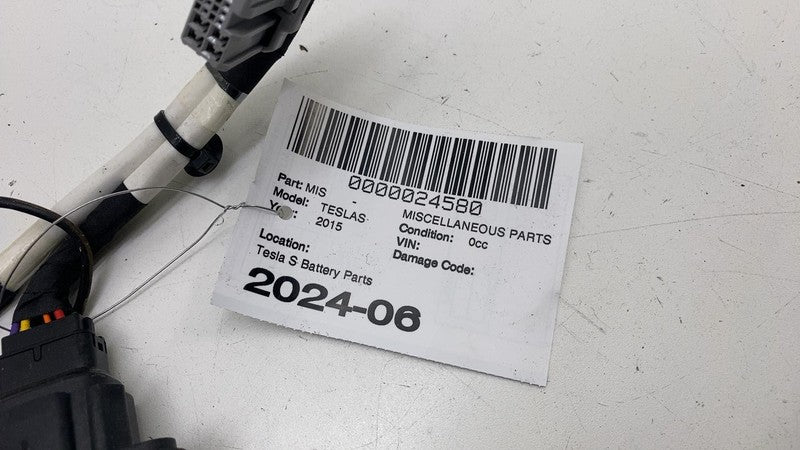 0000024580
Part: MIS - MISCELLANEOUS PARTS
Model: TESLAS Condition: 0cc
2015 VIN:
Location: Damage Code:
Tesla S Battery Parts
2024-06